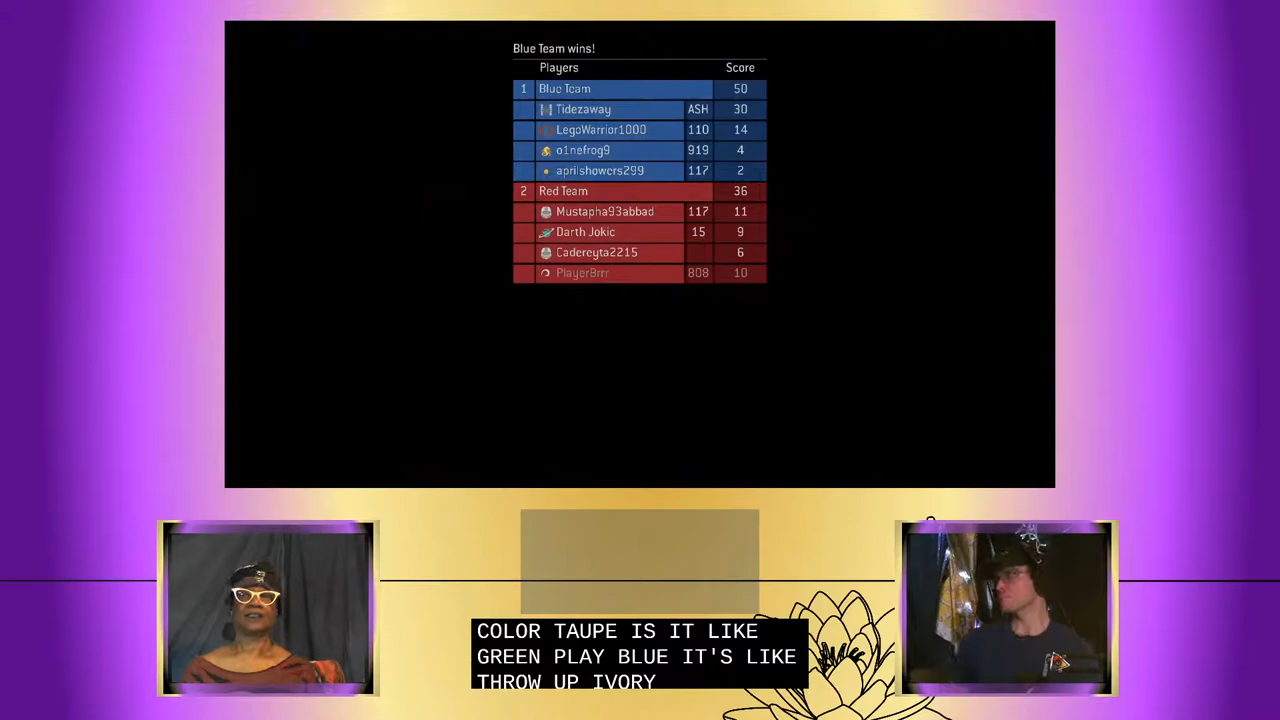 Blue Team wins!
Players Score
1 Blue Team 50
Tidezaway ASH 30
LegoWarrior1000 110 14
o1nefrog9 919 4
aprilshowers299 117 2
2 Red Team 36
Mustapha93abbad 117 11
Darth Jokic 15 9
Cadereyta2215 6
PlayerBrrr 808 10
COLOR TAUPE IS IT LIKE
GREEN PLAY BLUE IT'S LIKE
THROW UP IVORY